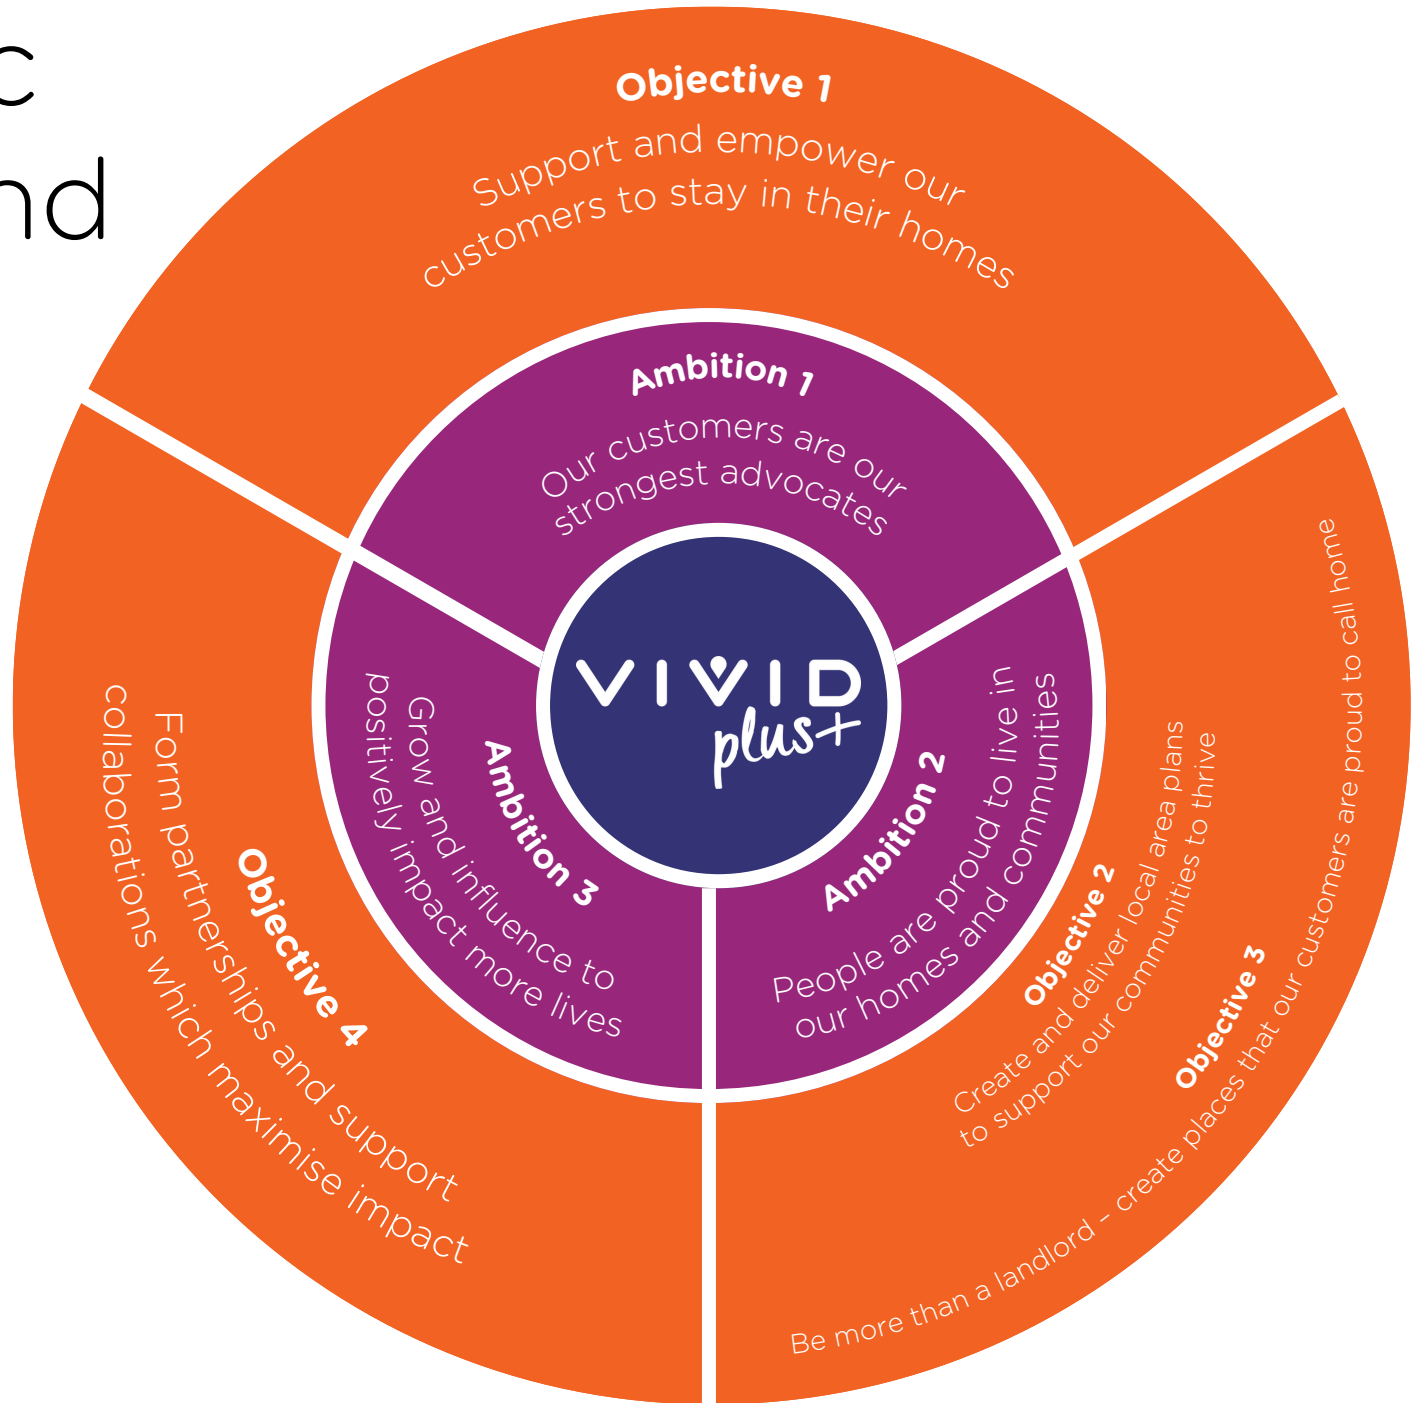 c
nd
Objective 1
Support and empower our
customers to stay in their homes
Ambition 1
Our customers are our
strongest advocates
VIVID
plus+
Ambition 2
People are proud to live in
our homes and communities
Ambition 3
Grow and influence to
positively impact more lives
Objective 2
Create and deliver local area plans
to support our communities to thrive
Objective 3
Be more than a landlord – create places that our customers are proud to call home
Objective 4
Form partnerships and support
collaborations which maximise impact